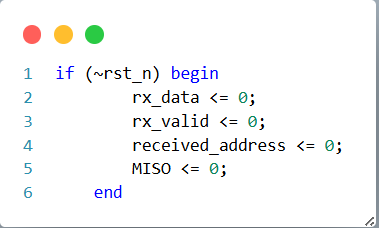 1 if (~rst_n) begin
2 rx_data <= 0;
3 rx_valid <= 0;
4 received_address <= 0;
5 MISO <= 0;
6 end